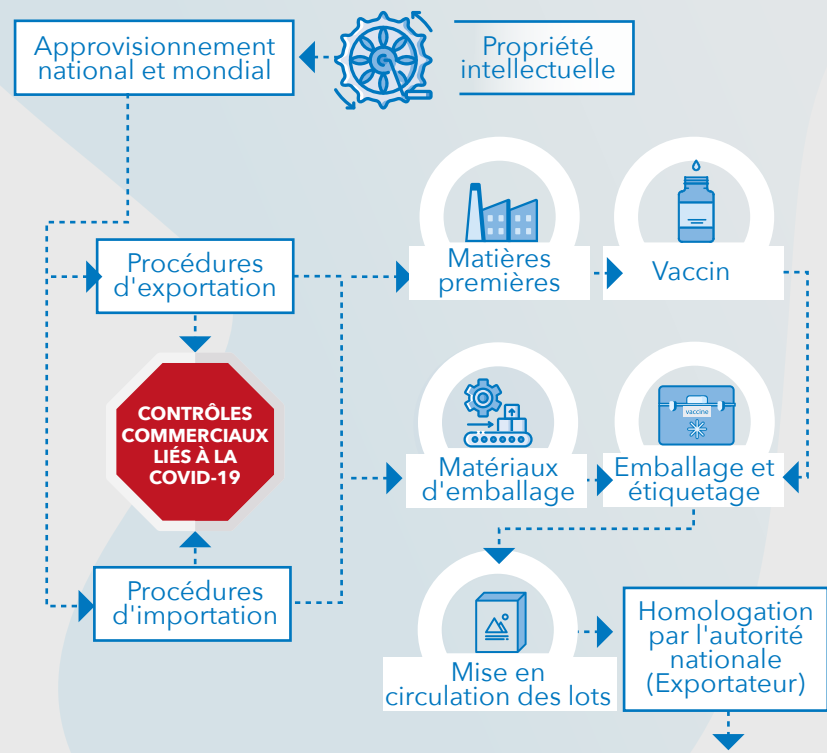 Approvisionnement
national et mondial
Propriété
intellectuelle
Procédures
d'exportation
Matières
premières
Vaccin
CONTRÔLES
COMMERCIAUX
LIÉS À LA
COVID-19
Matériaux
d'emballage
vaccine
Emballage et
étiquetage
Procédures
d'importation
Mise en
circulation des lots
Homologation
par l'autorité
nationale
(Exportateur)